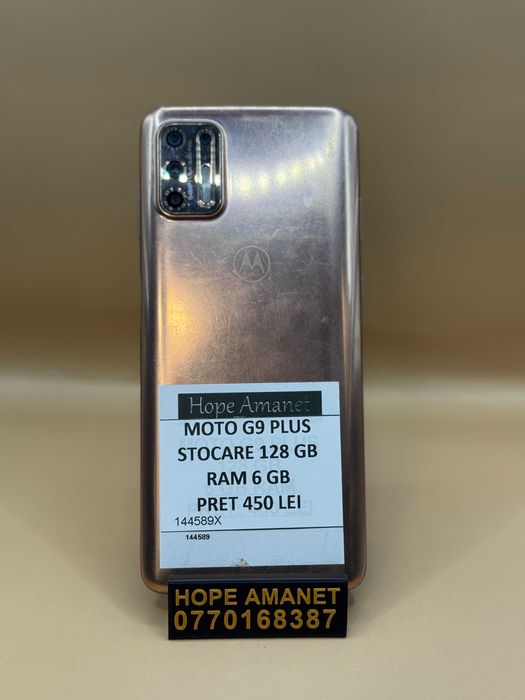 Hope Amanet
MOTO G9 PLUS
STOCARE 128 GB
RAM 6 GB
PRET 450 LEI
144589X
144589
HOPE AMANET
0770168387